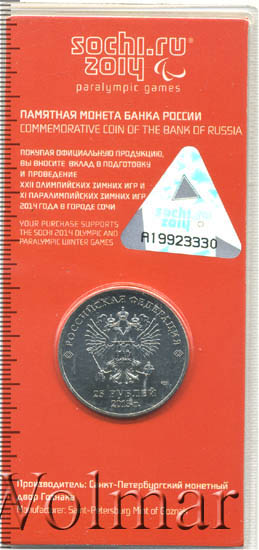 sochi.ru
2014
paralympic games
ПАМЯТНАЯ МОНЕТА БАНКА РОССИИ
COMMEMORATIVE COIN OF THE BANK OF RUSSIA
ПОКУПАЯ ОФИЦИАЛЬНУЮ ПРОДУКЦИЮ,
ВЫ ВНОСИТЕ ВКЛАД В ПОДГОТОВКУ
И ПРОВЕДЕНИЕ
XXII ОЛИМПИЙСКИХ ЗИМНИХ ИГР И
XI ПАРАЛИМПИЙСКИХ ЗИМНИХ ИГР
2014 ГОДА В ГОРОДЕ СОЧИ
YOUR PURCHASE SUPPORTS
THE SOCHI 2014 OLYMPIC AND
PARALYMPIC WINTER GAMES
sochi.ru
2014
A19923330
РОССИЙСКАЯ ФЕДЕРАЦИЯ
25 РУБЛЕЙ
Производитель: Санкт-Петербургский монетный
двор Гознака
Manufacturer: Saint-Petersburg Mint of Goznak
Wolmar